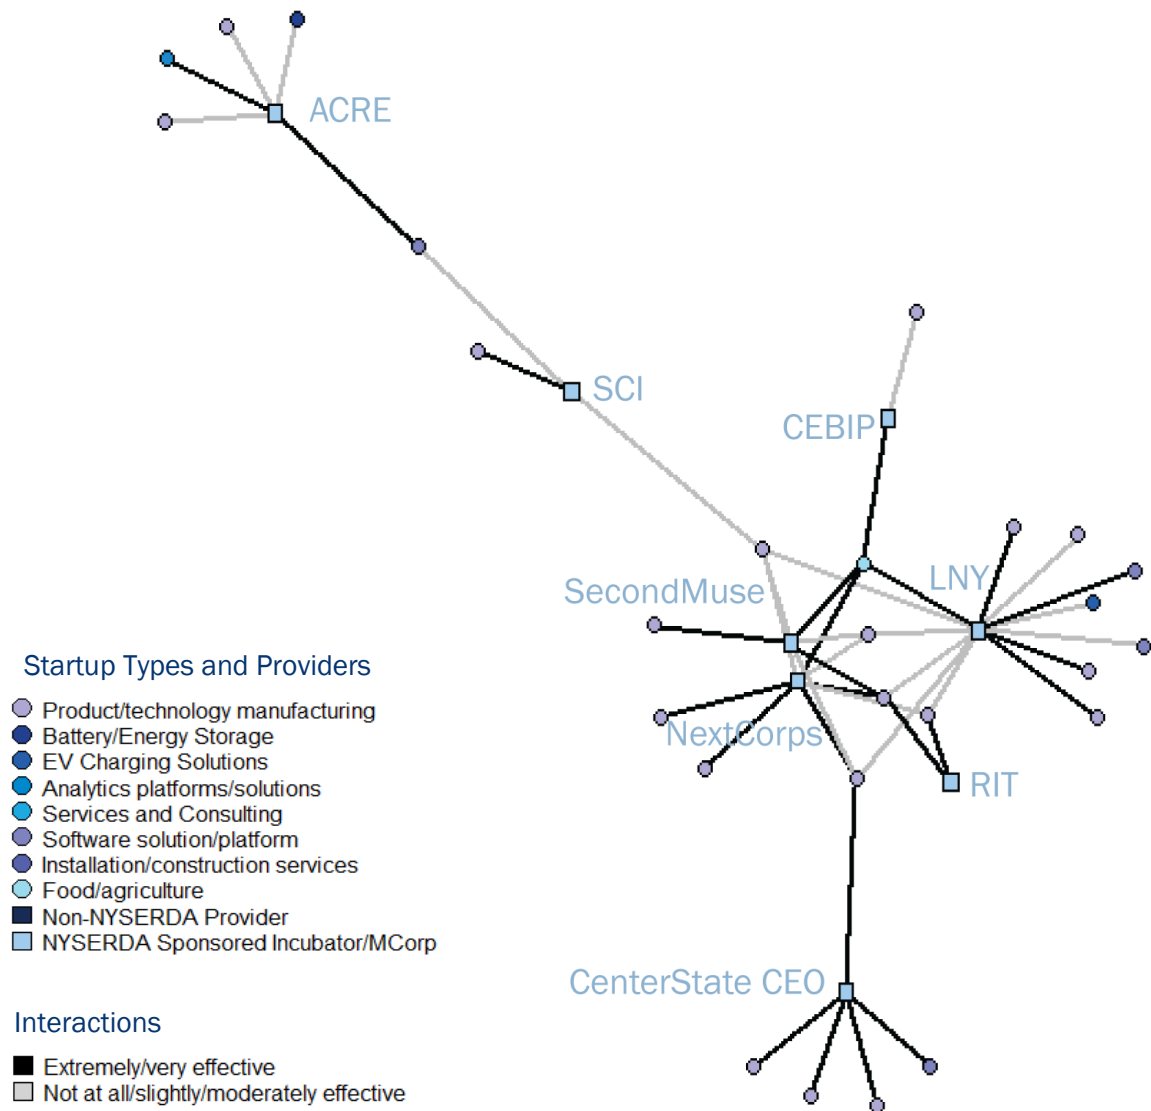 ACRE
SCI
CEBIP
LNY
SecondMuse
NextCorps
RIT
CenterState CEO
Startup Types and Providers
Product/technology manufacturing
Battery/Energy Storage
EV Charging Solutions
Analytics platforms/solutions
Services and Consulting
Software solution/platform
Installation/construction services
Food/agriculture
Non-NYSERDA Provider
NYSERDA Sponsored Incubator/MCorp
Interactions
Extremely/very effective
Not at all/slightly/moderately effective